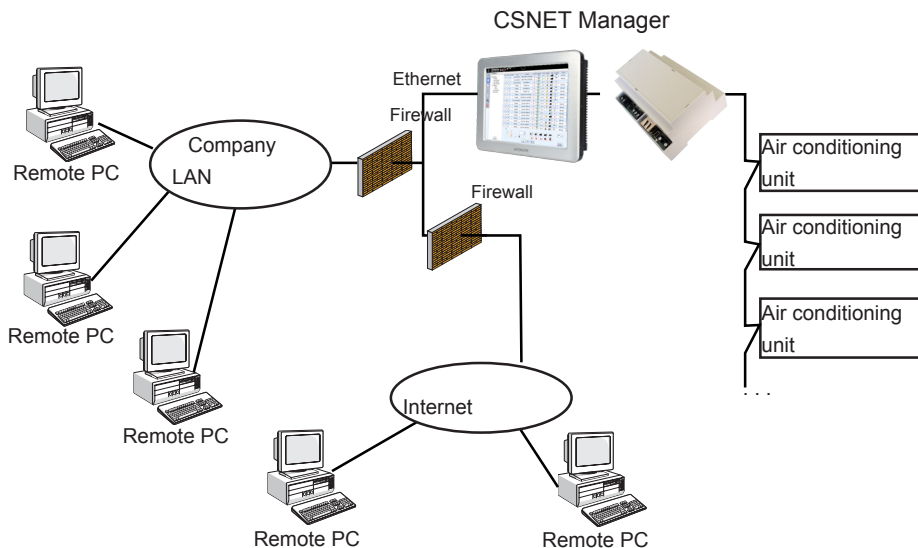 CSNET Manager
Ethernet
Firewall
Company
LAN
Remote PC
Firewall
Air conditioning
unit
Remote PC
Air conditioning
unit
Air conditioning
unit
Remote PC
. . .
Internet
Remote PC
Remote PC